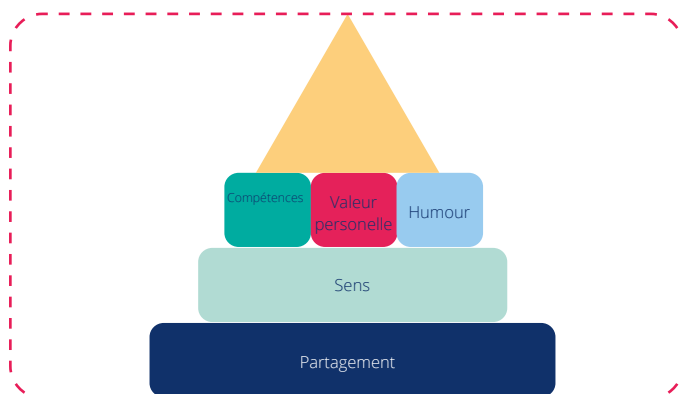 Compétences
Valeur
personelle
Humour
Sens
Partagement